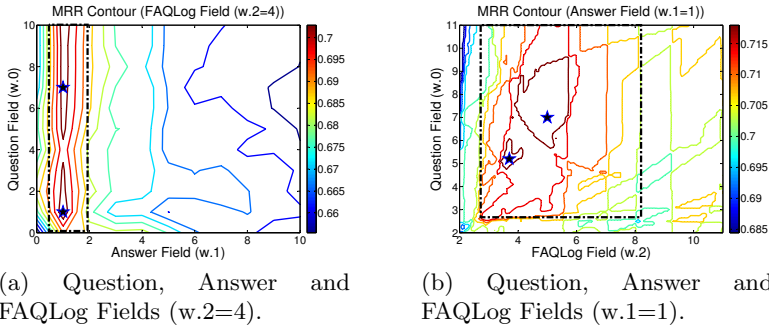 MRR Contour (FAQLog Field (w.2=4))
Question Field (w.0)
10
8
6
4
2
0
0 2 4 6 8 10
Answer Field (w.1)
0.7
0.695
0.69
0.685
0.68
0.675
0.67
0.665
0.66
MRR Contour (Answer Field (w.1=1))
Question Field (w.0)
11
10
9
8
7
6
5
4
3
2
2 4 6 8 10
FAQLog Field (w.2)
0.715
0.71
0.705
0.7
0.695
0.69
0.685
(a) Question, Answer and
FAQLog Fields (w.2=4).
(b) Question, Answer and
FAQLog Fields (w.1=1).